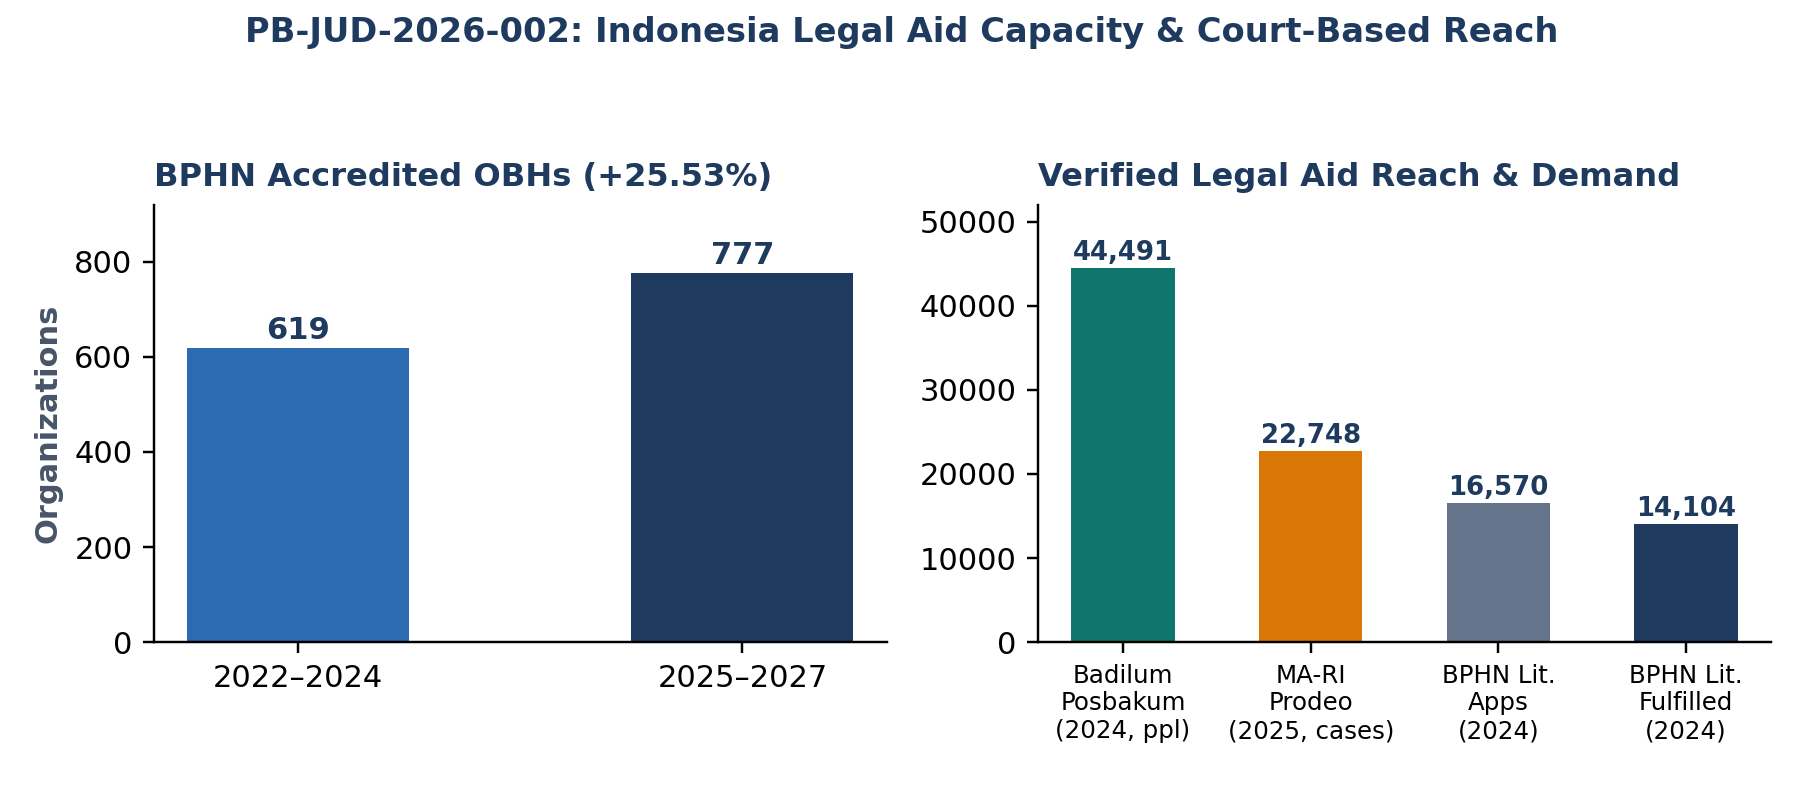 PB-JUD-2026-002: Indonesia Legal Aid Capacity & Court-Based Reach
BPHN Accredited OBHs (+25.53%)
Organizations
800
600
400
200
0
619
777
2022–2024
2025–2027
Verified Legal Aid Reach & Demand
50000
40000
30000
20000
10000
0
44,491
22,748
16,570
14,104
Badilum
Posbakum
(2024, ppl)
MA-RI
Prodeo
(2025, cases)
BPHN Lit.
Apps
(2024)
BPHN Lit.
Fulfilled
(2024)